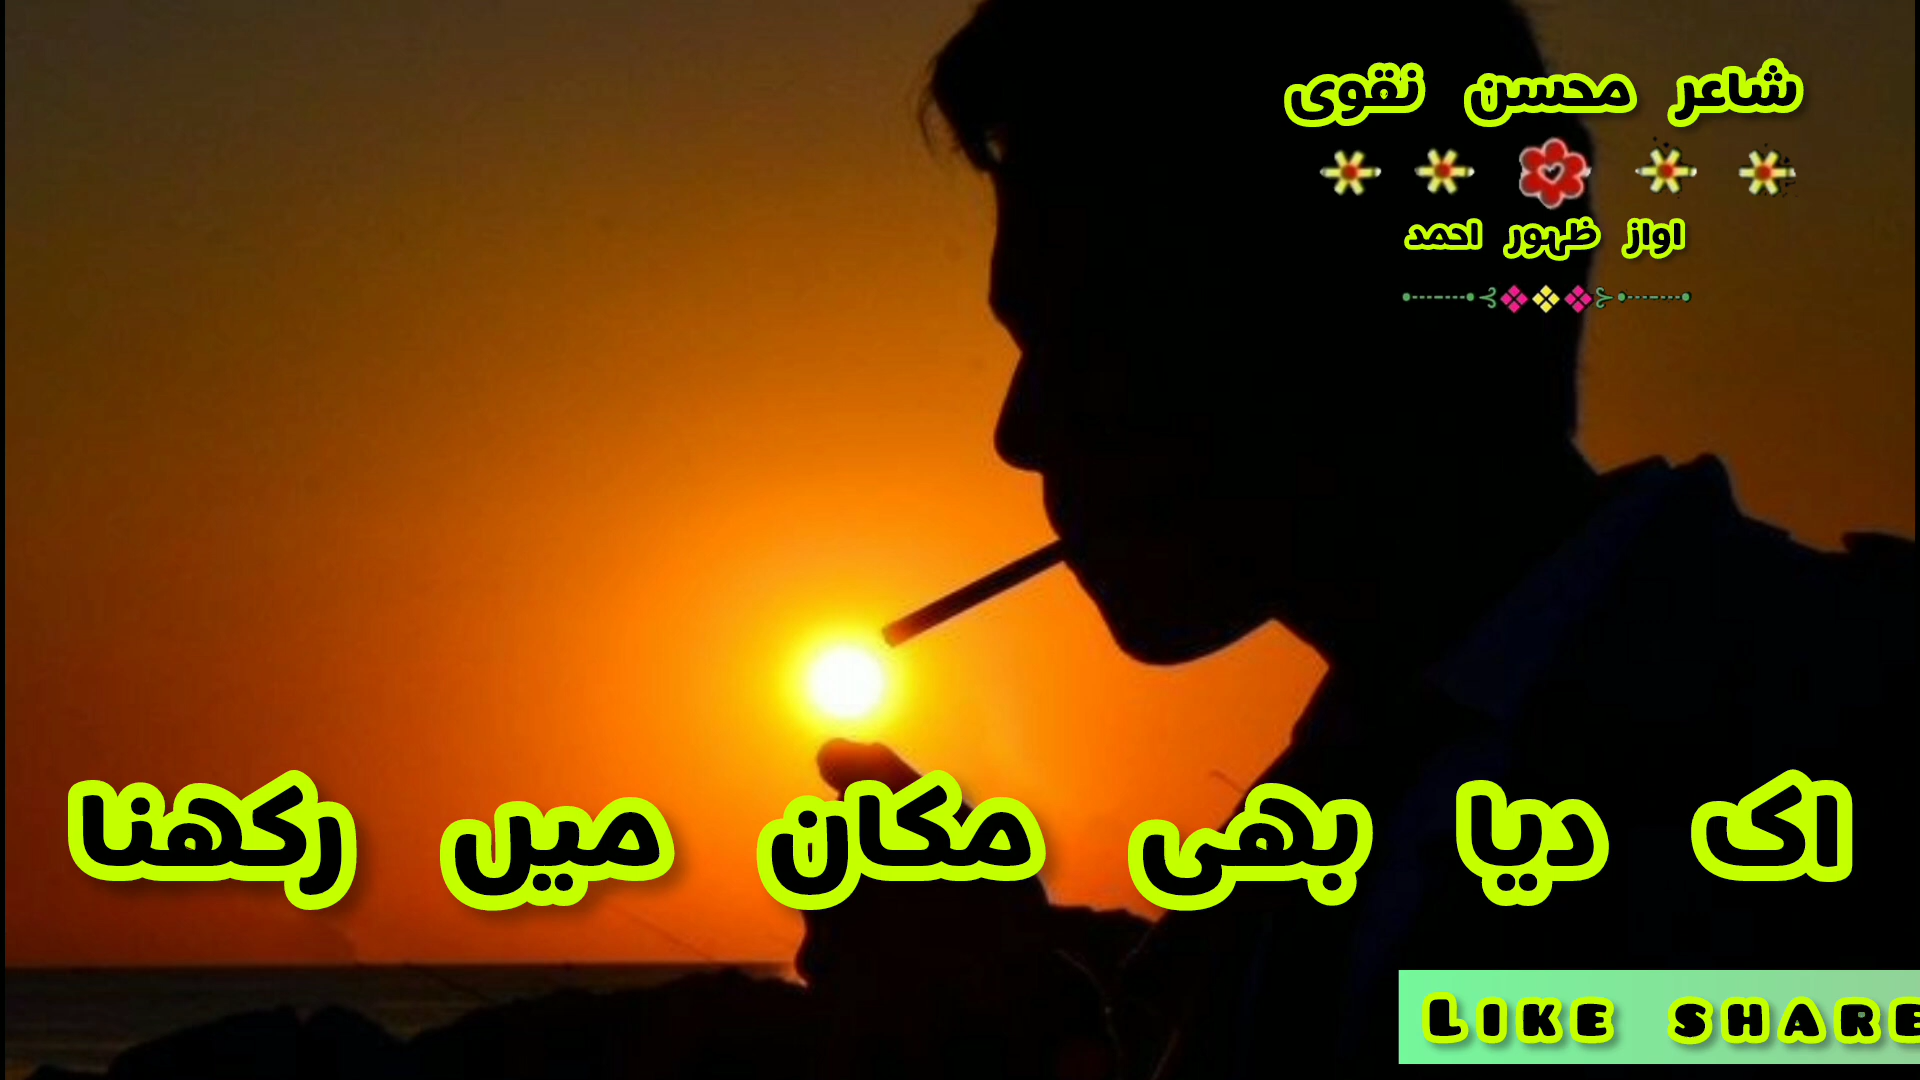 شاعر محسن نقوی
اواز ظہور احمد
اک دیا بھی مکان میں رکھنا
LIKE SHARE